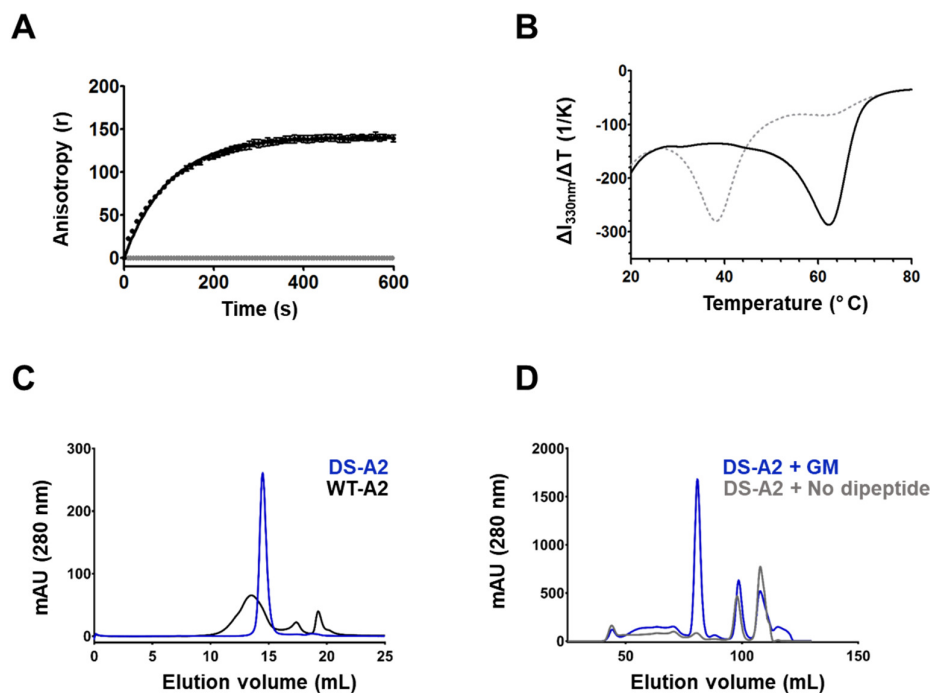 A
200
150
100
50
0
Anisotropy (r)
0 200 400 600
Time (s)
B
0
-100
-200
-300
ΔI330nm/ΔT (1/K)
20 40 60 80
Temperature (° C)
C
300
200
100
0
mAU (280 nm)
DS-A2
WT-A2
0 5 10 15 20 25
Elution volume (mL)
D
2000
1500
1000
500
0
mAU (280 nm)
DS-A2 + GM
DS-A2 + No dipeptide
50 100 150
Elution volume (mL)